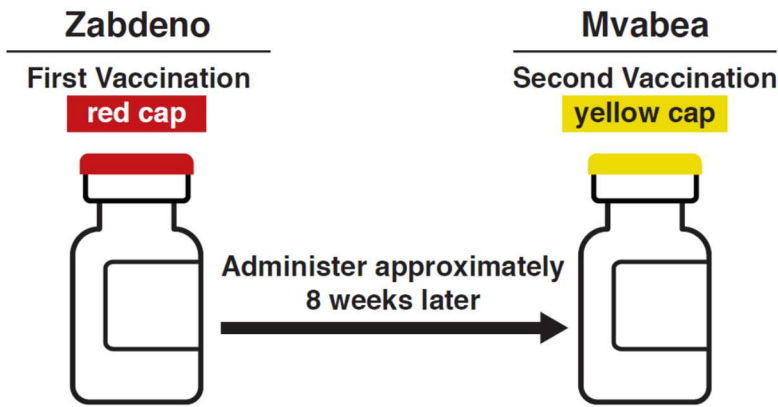 Zabdeno
First Vaccination
red cap
Administer approximately
8 weeks later
Mvabea
Second Vaccination
yellow cap